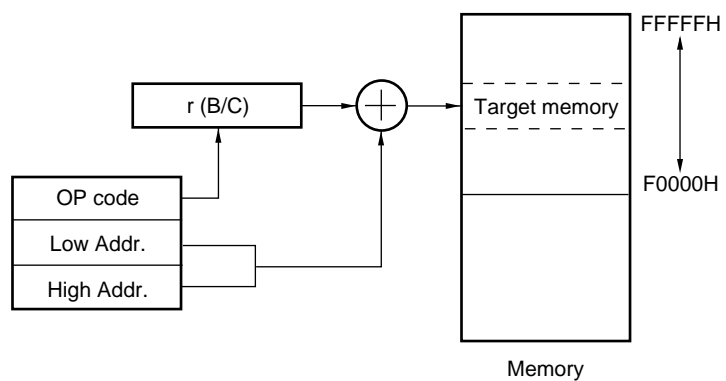 FFFFFH
r (B/C)
Target memory
OP code
F0000H
Low Addr.
High Addr.
Memory